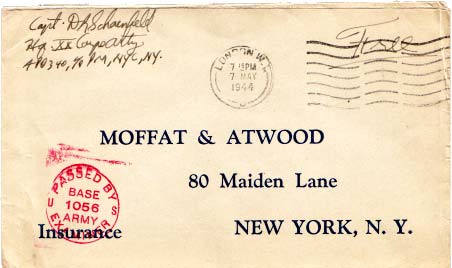 Capt. D R Schoenfeld
Hq. XX Corps Arty
APO 340, % PM, NYC, NY.
LONDON W.1
7 15PM
7 MAY
1944
Free
MOFFAT & ATWOOD
80 Maiden Lane
Insurance
NEW YORK, N. Y.
PASSED BY
U S
BASE
1056
ARMY
EXAMINER